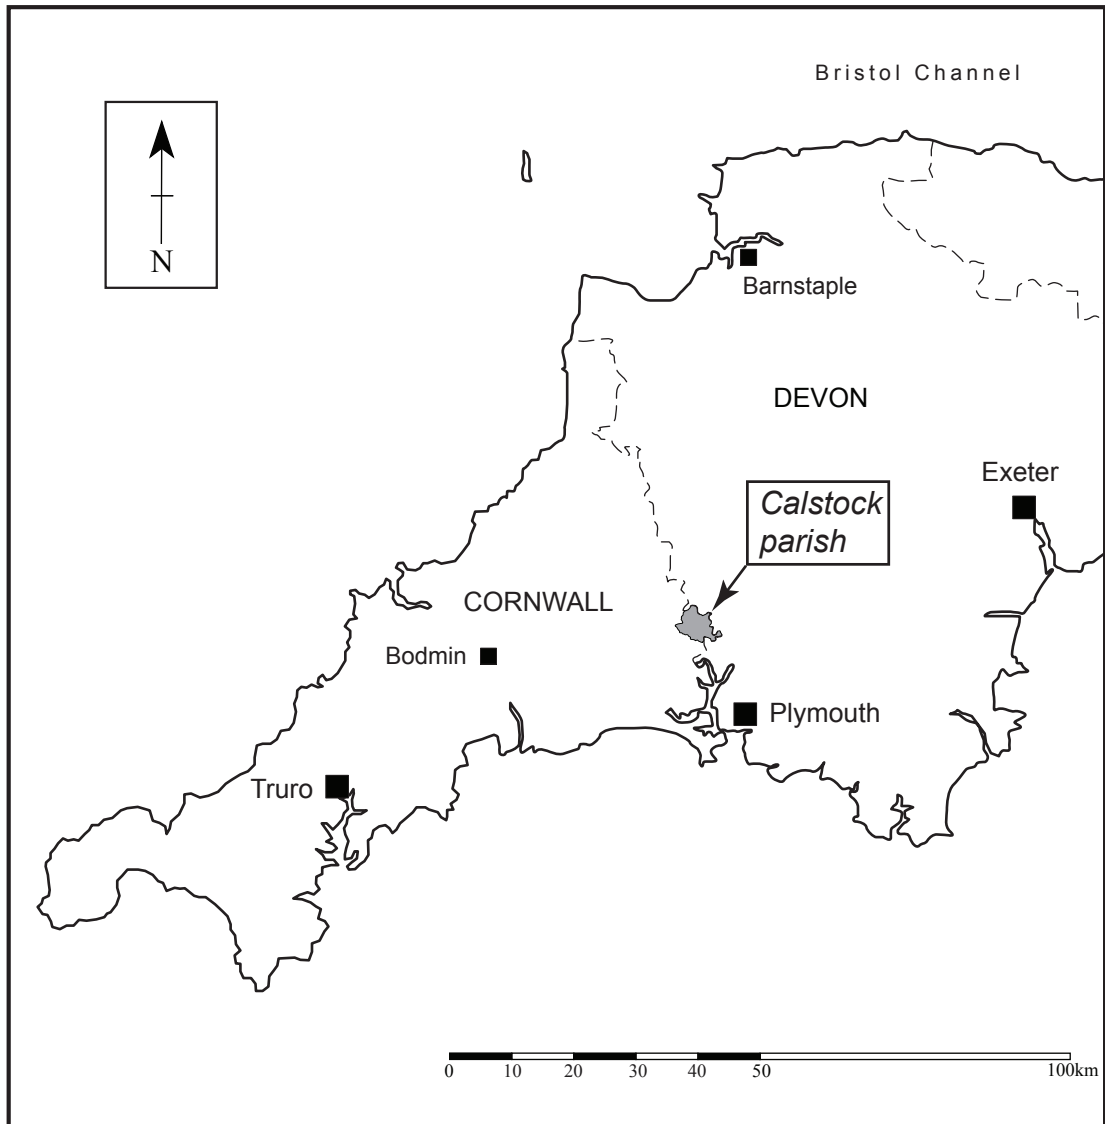 Bristol Channel
N
Barnstaple
DEVON
Exeter
Calstock
parish
CORNWALL
Bodmin
Plymouth
Truro
0 10 20 30 40 50 100km